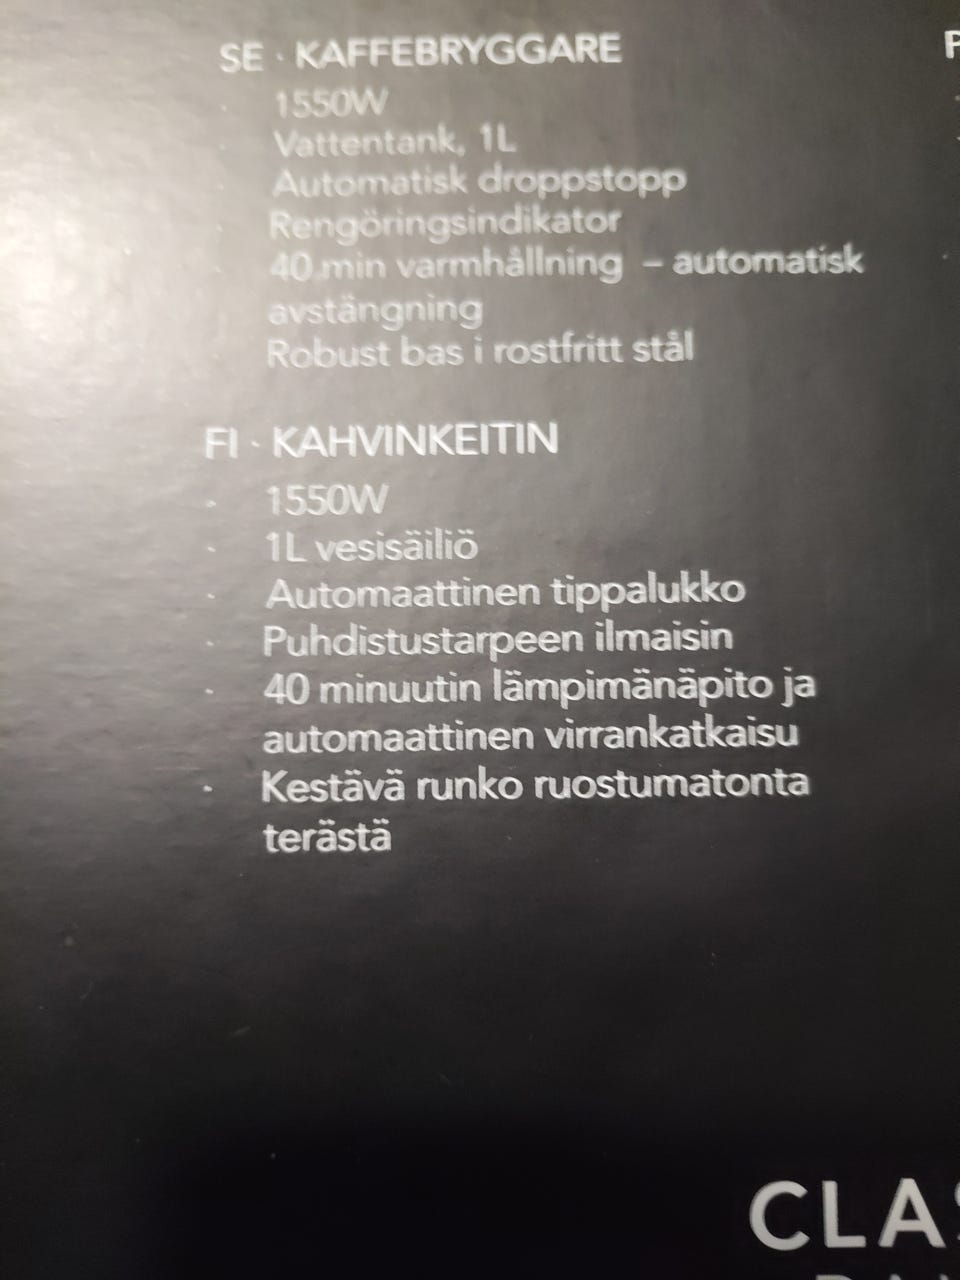 SE · KAFFEBRYGGARE
· 1550W
· Vattentank, 1L
· Automatisk droppstopp
· Rengöringsindikator
· 40 min varmhållning – automatisk
avstängning
· Robust bas i rostfritt stål
FI · KAHVINKEITIN
· 1550W
· 1L vesisäiliö
· Automaattinen tippalukko
· Puhdistustarpeen ilmaisin
· 40 minuutin lämpimänäpito ja
automaattinen virrankatkaisu
· Kestävä runko ruostumatonta
terästä
CLAS